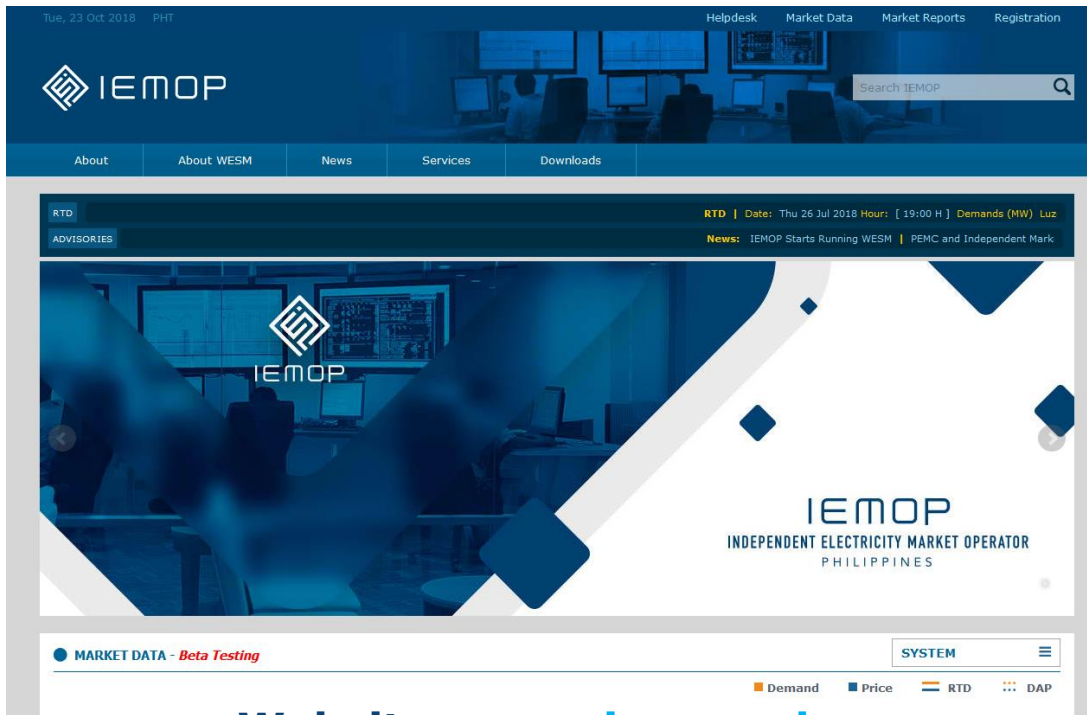 Tue, 23 Oct 2018 PHT Helpdesk Market Data Market Reports Registration
IEMOP
Search IEMOP
About About WESM News Services Downloads
RTD RTD | Date: Thu 26 Jul 2018 Hour: [ 19:00 H ] Demands (MW) Luz
ADVISORIES News: IEMOP Starts Running WESM | PEMC and Independent Mark
IEMOP
IEMOP
INDEPENDENT ELECTRICITY MARKET OPERATOR
PHILIPPINES
MARKET DATA - Beta Testing SYSTEM
Demand Price RTD DAP